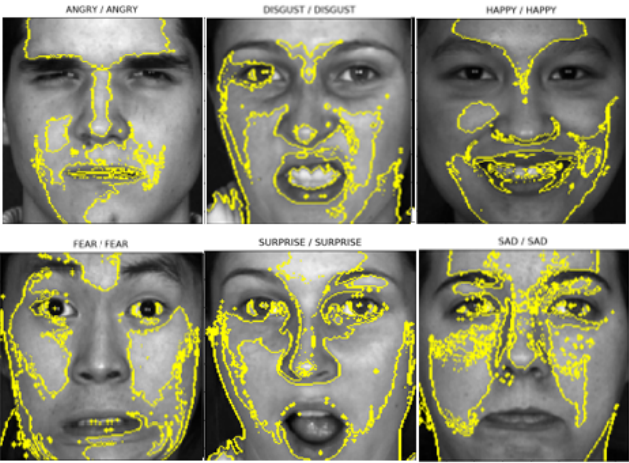 ANGRY / ANGRY
DISGUST / DISGUST
HAPPY / HAPPY
FEAR / FEAR
SURPRISE / SURPRISE
SAD / SAD